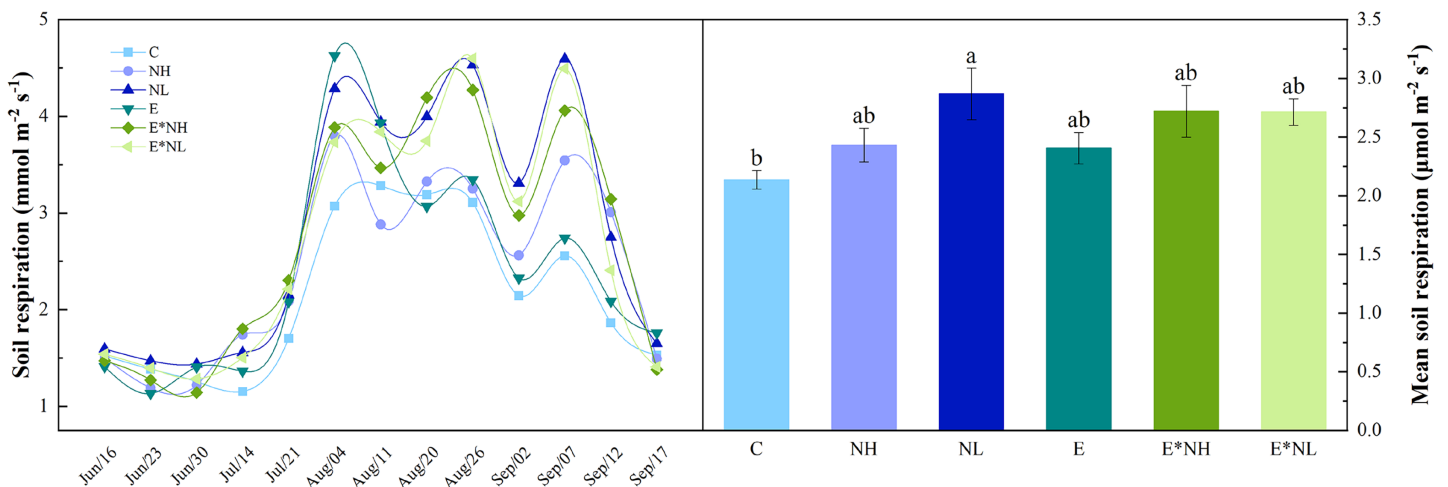 Soil respiration (nmol m⁻² s⁻¹)
5
4
3
2
1
C
NH
NL
E
E*NH
E*NL
Jun/16
Jun/23
Jun/30
Jul/14
Jul/21
Aug/04
Aug/11
Aug/20
Aug/26
Sep/02
Sep/07
Sep/12
Sep/17
b
ab
a
ab
ab
ab
C
NH
NL
E
E*NH
E*NL
3.5
3.0
2.5
2.0
1.5
1.0
0.5
0.0
Mean soil respiration (μmol m⁻² s⁻¹)